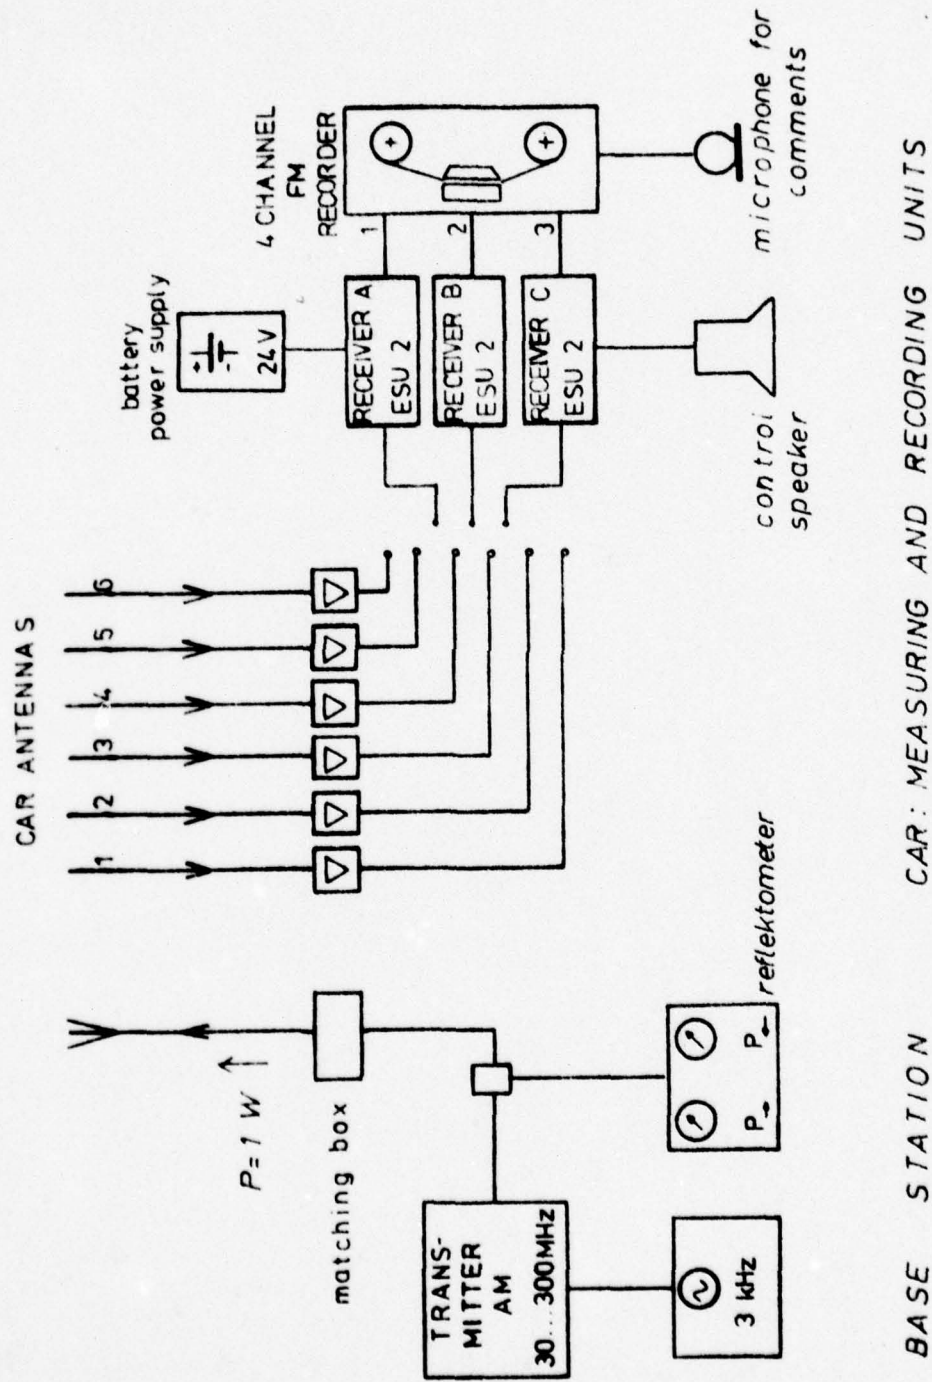 CAR ANTENNAS
1
2
3
4
5
6
battery
power supply
+
-
24V
4 CHANNEL
FM
RECORDER
RECEIVER A
ESU 2
1
RECEIVER B
ESU 2
2
RECEIVER C
ESU 2
3
+
+
control
speaker
microphone for
comments
P = 1 W
matching box
TRANS-
MITTER
AM
30...300MHz
3 kHz
P→
P←
reflektometer
BASE STATION
CAR: MEASURING AND RECORDING UNITS